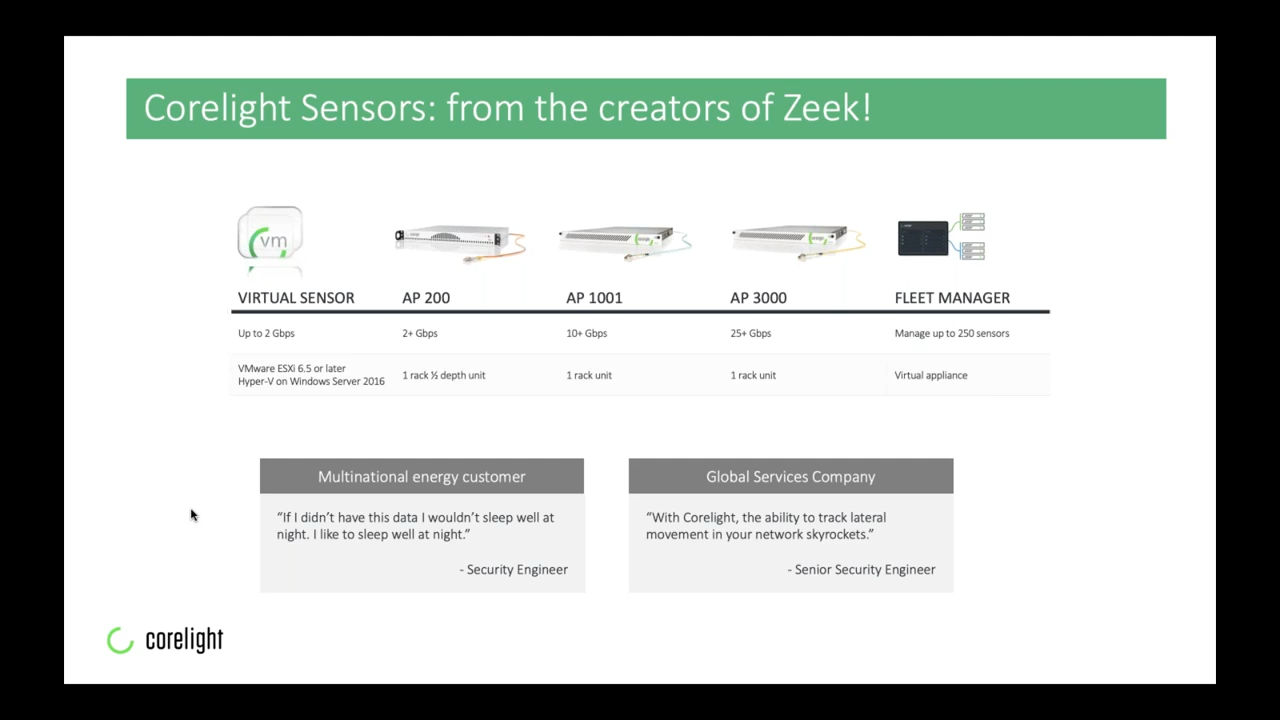 Corelight Sensors: from the creators of Zeek!
vm
VIRTUAL SENSOR
AP 200
AP 1001
AP 3000
FLEET MANAGER
Up to 2 Gbps
2+ Gbps
10+ Gbps
25+ Gbps
Manage up to 250 sensors
VMware ESXi 6.5 or later
Hyper-V on Windows Server 2016
1 rack ½ depth unit
1 rack unit
1 rack unit
Virtual appliance
Multinational energy customer
“If I didn’t have this data I wouldn’t sleep well at
night. I like to sleep well at night.”
- Security Engineer
Global Services Company
“With Corelight, the ability to track lateral
movement in your network skyrockets.”
- Senior Security Engineer
corelight